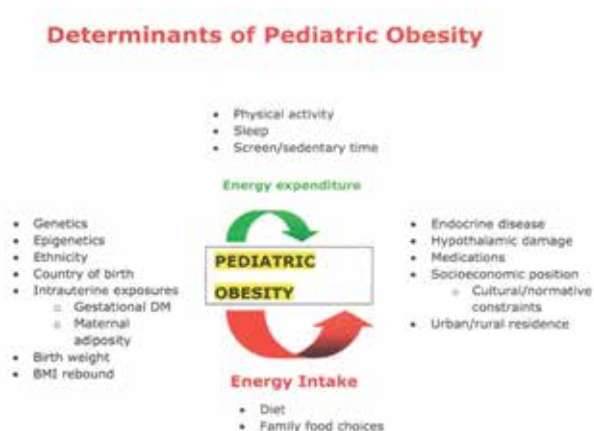 Determinants of Pediatric Obesity
• Physical activity
• Sleep
• Screen/sedentary time
Energy expenditure
• Genetics
• Epigenetics
• Ethnicity
• Country of birth
• Intrauterine exposures
o Gestational DM
o Maternal
adiposity
• Birth weight
• BMI rebound
PEDIATRIC
OBESITY
• Endocrine disease
• Hypothalamic damage
• Medications
• Socioeconomic position
o Cultural/normative
constraints
• Urban/rural residence
Energy Intake
• Diet
• Family food choices